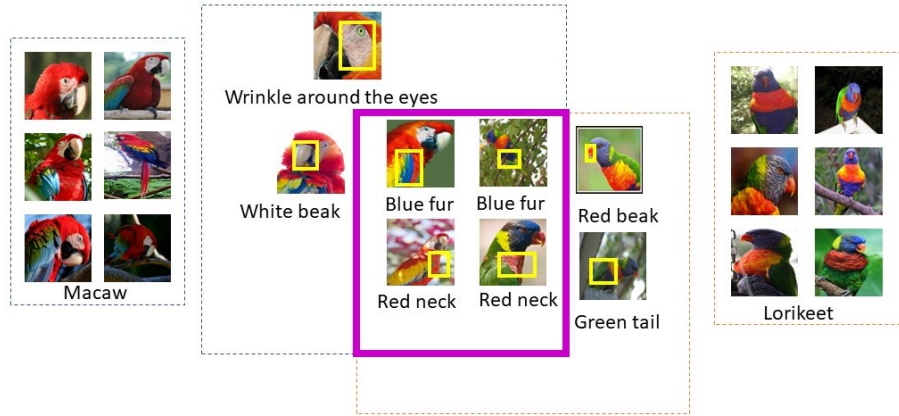 Wrinkle around the eyes
White beak
Blue fur
Blue fur
Red beak
Red neck
Red neck
Green tail
Macaw
Lorikeet